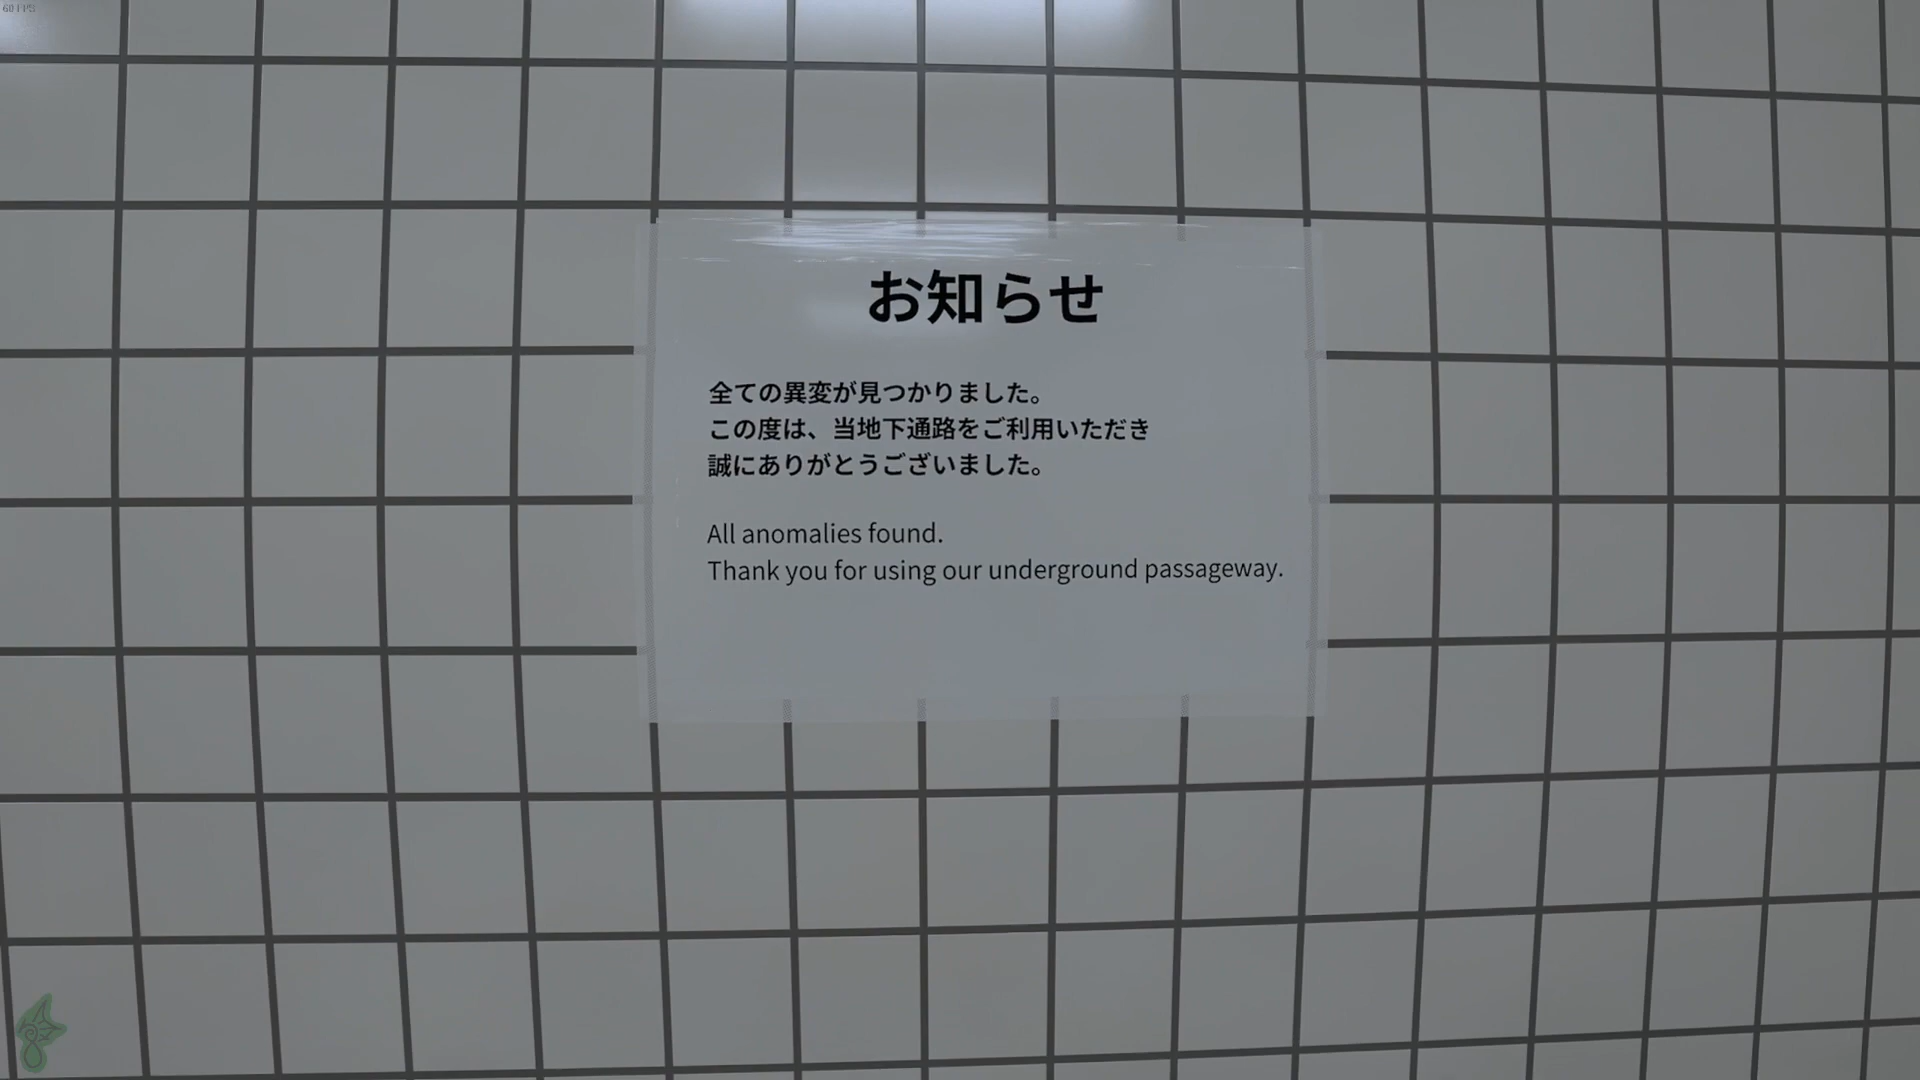 60 FPS
お知らせ
全ての異変が見つかりました。
この度は、当地下通路をご利用いただき
誠にありがとうございました。
All anomalies found.
Thank you for using our underground passageway.